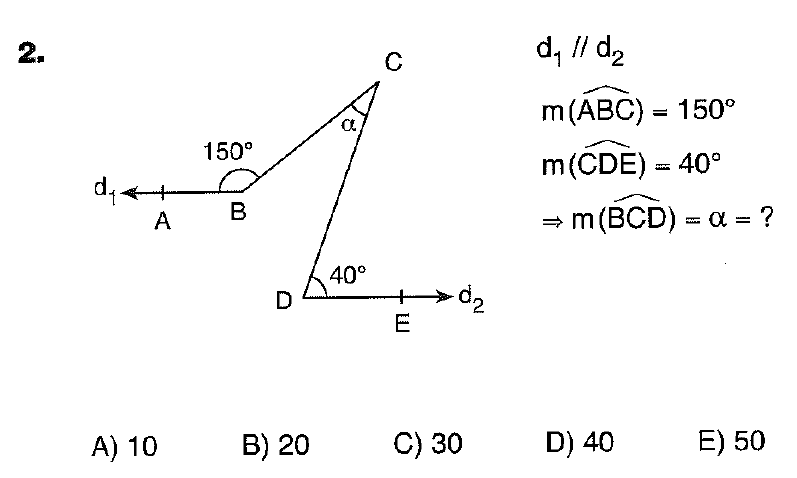 2.
d₁ // d₂
m(ABC) = 150°
m(CDE) = 40°
⇒ m(BCD) = α = ?
C
α
150°
d₁
A
B
D
40°
d₂
E
A) 10 B) 20 C) 30 D) 40 E) 50